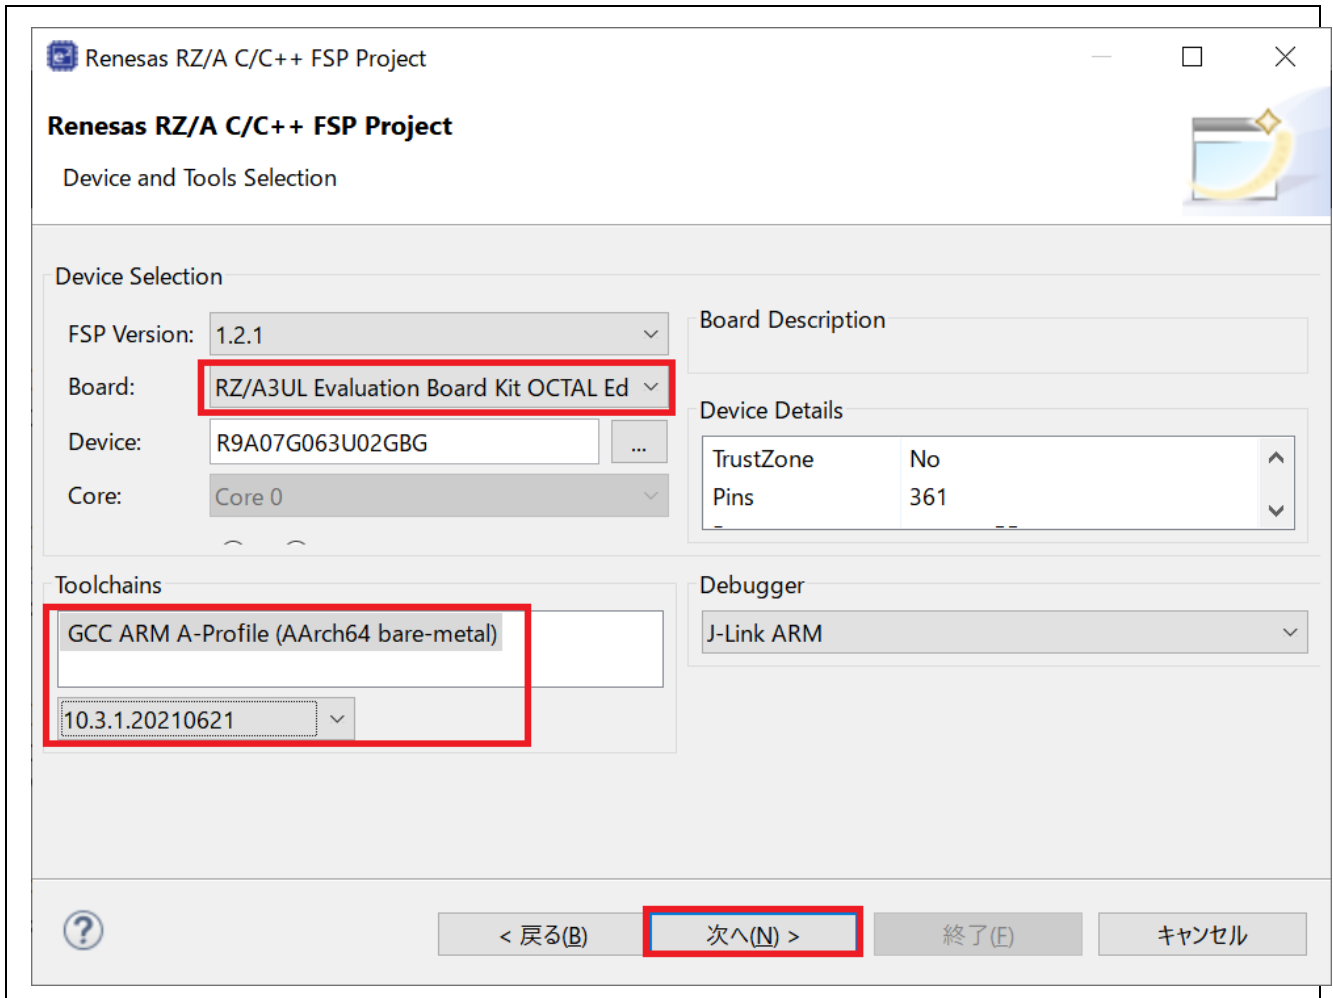 Renesas RZ/A C/C++ FSP Project
Renesas RZ/A C/C++ FSP Project
Device and Tools Selection
Device Selection
FSP Version: 1.2.1
Board: RZ/A3UL Evaluation Board Kit OCTAL Ed
Device: R9A07G063U02GBG ...
Core: Core 0
Board Description
Device Details
TrustZone No
Pins 361
Toolchains
GCC ARM A-Profile (AArch64 bare-metal)
10.3.1.20210621
Debugger
J-Link ARM
< 戻る(B) 次へ(N) > 終了(F) キャンセル